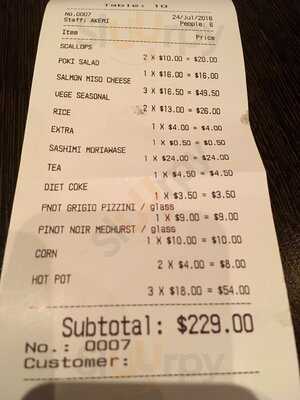 Table: 10
No.0007 24/Jul/2016
Staff: AKEMI People: 6
Item Price
SCALLOPS
2 X $10.00 = $20.00
POKI SALAD
1 X $16.00 = $16.00
SALMON MISO CHEESE
3 X $16.50 = $49.50
VEGE SEASONAL
2 X $13.00 = $26.00
RICE
1 X $4.00 = $4.00
EXTRA
1 X $0.50 = $0.50
SASHIMI MORIAWASE
1 X $24.00 = $24.00
TEA
1 X $4.50 = $4.50
DIET COKE
1 X $3.50 = $3.50
PNOT GRIGIO PIZZINI / glass
1 X $9.00 = $9.00
PINOT NOIR MEDHURST / glass
1 X $10.00 = $10.00
CORN
2 X $4.00 = $8.00
HOT POT
3 X $18.00 = $54.00
Subtotal: $229.00
No.: 0007
Customer: